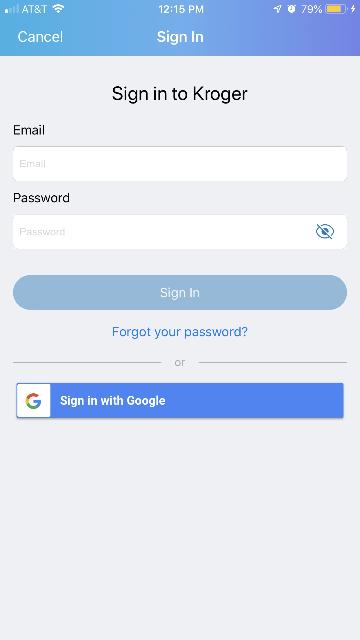 AT&T 12:15 PM 79%
Cancel Sign In
Sign in to Kroger
Email
Email
Password
Password
Sign In
Forgot your password?
or
G Sign in with Google